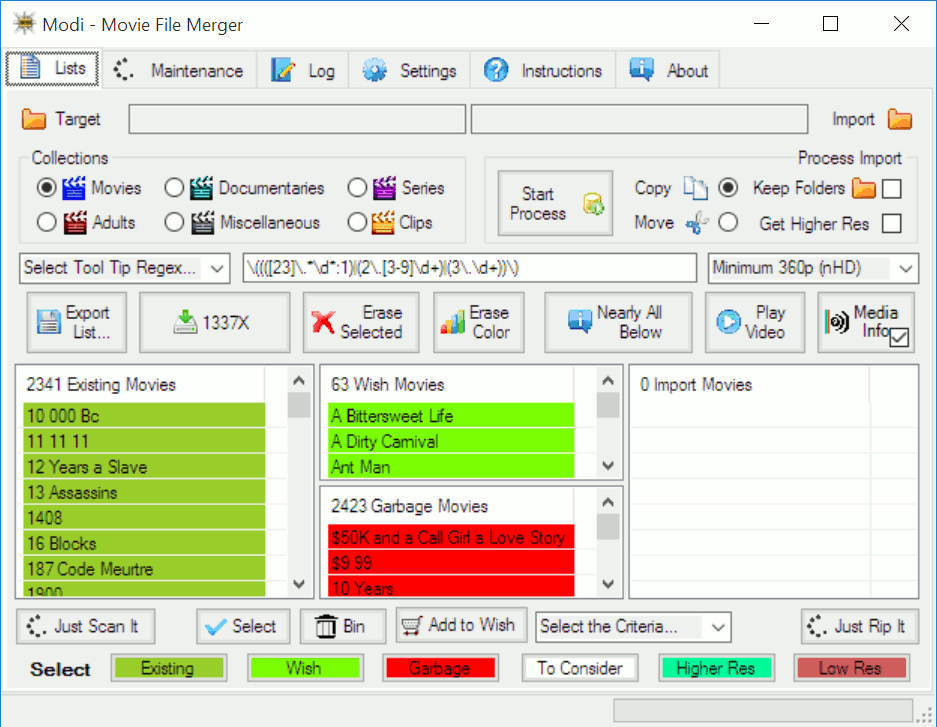 Modi - Movie File Merger
Lists Maintenance Log Settings Instructions About
Target Import
Collections Process Import
Movies Documentaries Series
Adults Miscellaneous Clips
Start
Process
Copy Keep Folders
Move Get Higher Res
Select Tool Tip Regex... \((([23]\.*\d*:1)|(2\.[3-9]\d+)|(3\.\d+))\) Minimum 360p (nHD)
Export
List...
1337X
Erase
Selected
Erase
Color
Nearly All
Below
Play
Video
Media
Info
2341 Existing Movies
10 000 Bc
11 11 11
12 Years a Slave
13 Assassins
1408
16 Blocks
187 Code Meurtre
1900
63 Wish Movies
A Bittersweet Life
A Dirty Carnival
Ant Man
2423 Garbage Movies
$50K and a Call Girl a Love Story
$9 99
10 Years
0 Import Movies
Just Scan It Select Bin Add to Wish Select the Criteria... Just Rip It
Select Existing Wish Garbage To Consider Higher Res Low Res